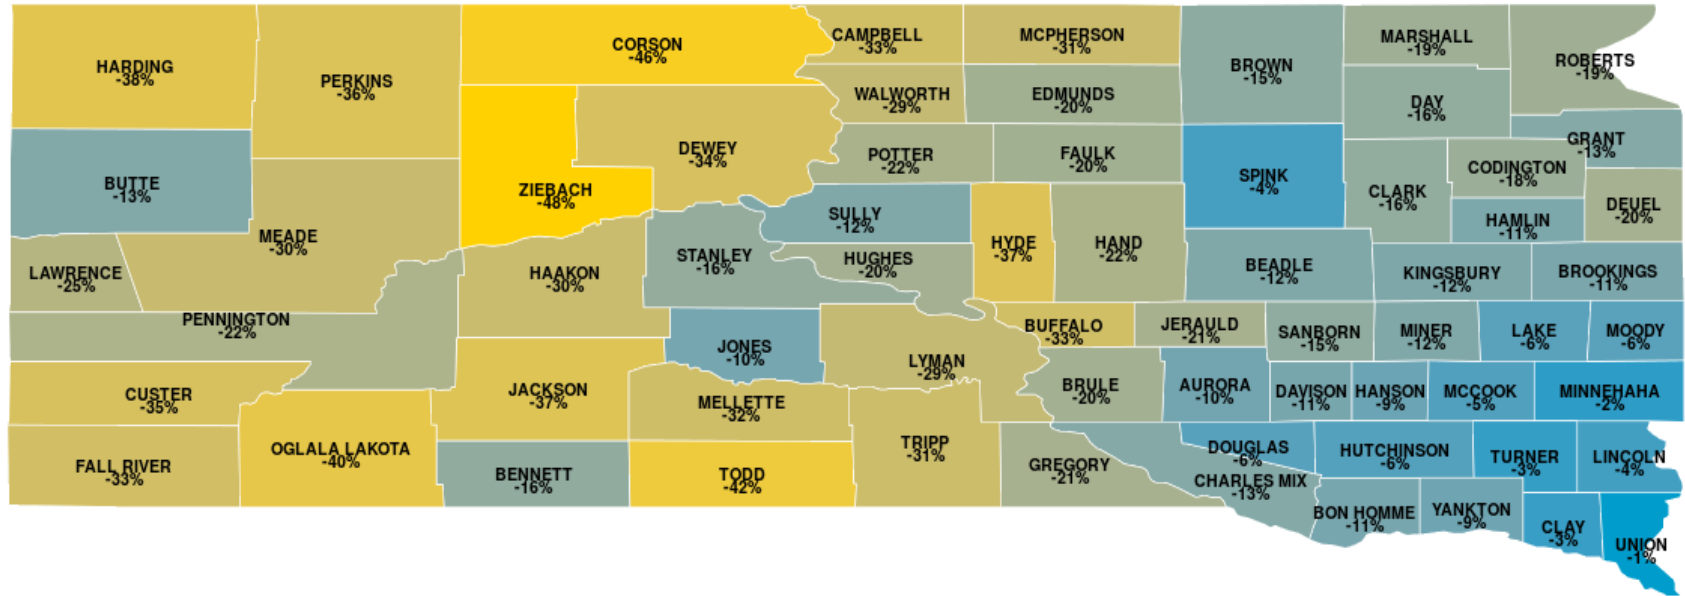 CORSON
-46%
CAMPBELL
-33%
MCPHERSON
-31%
MARSHALL
-19%
HARDING
-38%
PERKINS
-36%
BROWN
-15%
ROBERTS
-19%
WALWORTH
-29%
EDMUNDS
-20%
DAY
-16%
DEWEY
-34%
POTTER
-22%
FAULK
-20%
GRANT
-13%
BUTTE
-13%
ZIEBACH
-48%
SPINK
-4%
CODINGTON
-18%
CLARK
-16%
DEUEL
-20%
SULLY
-12%
HAMLIN
-11%
MEADE
-30%
STANLEY
-16%
HYDE
-37%
HAND
-22%
LAWRENCE
-25%
HAAKON
-30%
HUGHES
-20%
BEADLE
-12%
KINGSBURY
-12%
BROOKINGS
-11%
PENNINGTON
-22%
JONES
-10%
BUFFALO
-33%
JERAULD
-21%
SANBORN
-15%
MINER
-12%
LAKE
-6%
MOODY
-6%
LYMAN
-29%
CUSTER
-35%
JACKSON
-37%
MELLETTE
-32%
BRULE
-20%
AURORA
-10%
DAVISON
-11%
HANSON
-9%
MCCOOK
-5%
MINNEHAHA
-2%
FALL RIVER
-33%
OGLALA LAKOTA
-40%
BENNETT
-16%
TODD
-42%
TRIPP
-31%
GREGORY
-21%
DOUGLAS
-6%
HUTCHINSON
-6%
TURNER
-3%
LINCOLN
-4%
CHARLES MIX
-13%
BON HOMME
-11%
YANKTON
-9%
CLAY
-3%
UNION
-1%